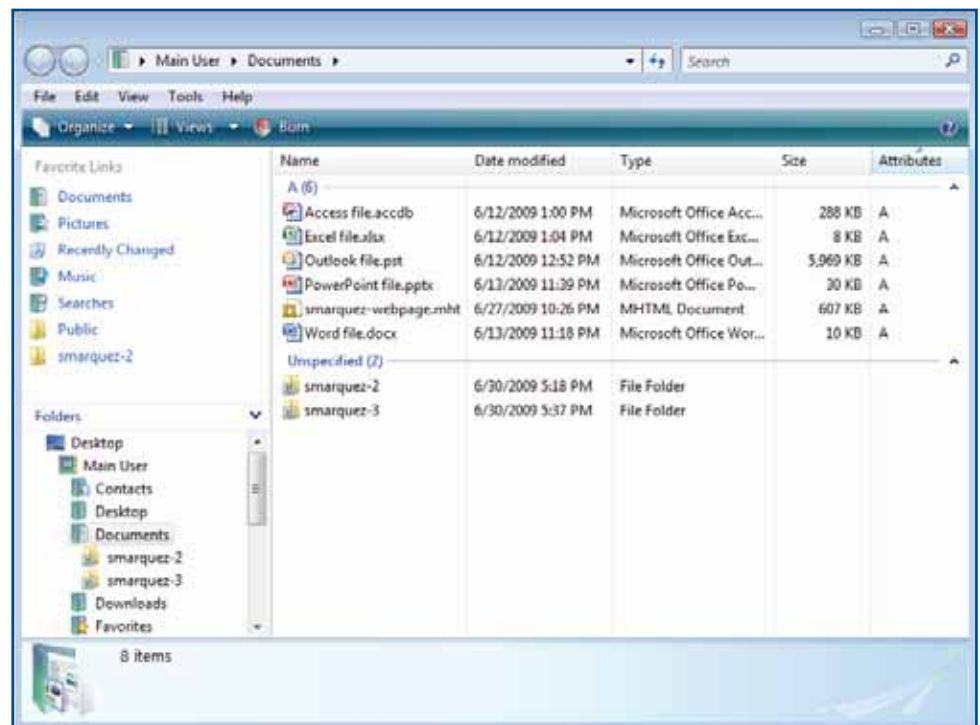 Main User Documents Search
File Edit View Tools Help
Organize Views Burn
Favorite Links
Documents
Pictures
Recently Changed
Music
Searches
Public
smarquez-2
Folders
Desktop
Main User
Contacts
Desktop
Documents
smarquez-2
smarquez-3
Downloads
Favorites
Name Date modified Type Size Attributes
A (6)
Access file.accdb 6/12/2009 1:00 PM Microsoft Office Acc... 288 KB A
Excel file.xlsx 6/12/2009 1:04 PM Microsoft Office Exc... 8 KB A
Outlook file.pst 6/12/2009 12:52 PM Microsoft Office Out... 5,969 KB A
PowerPoint file.pptx 6/13/2009 11:39 PM Microsoft Office Po... 30 KB A
smarquez-webpage.mht 6/27/2009 10:26 PM MHTML Document 607 KB A
Word file.docx 6/13/2009 11:18 PM Microsoft Office Wor... 10 KB A
Unspecified (2)
smarquez-2 6/30/2009 5:18 PM File Folder
smarquez-3 6/30/2009 5:37 PM File Folder
8 items